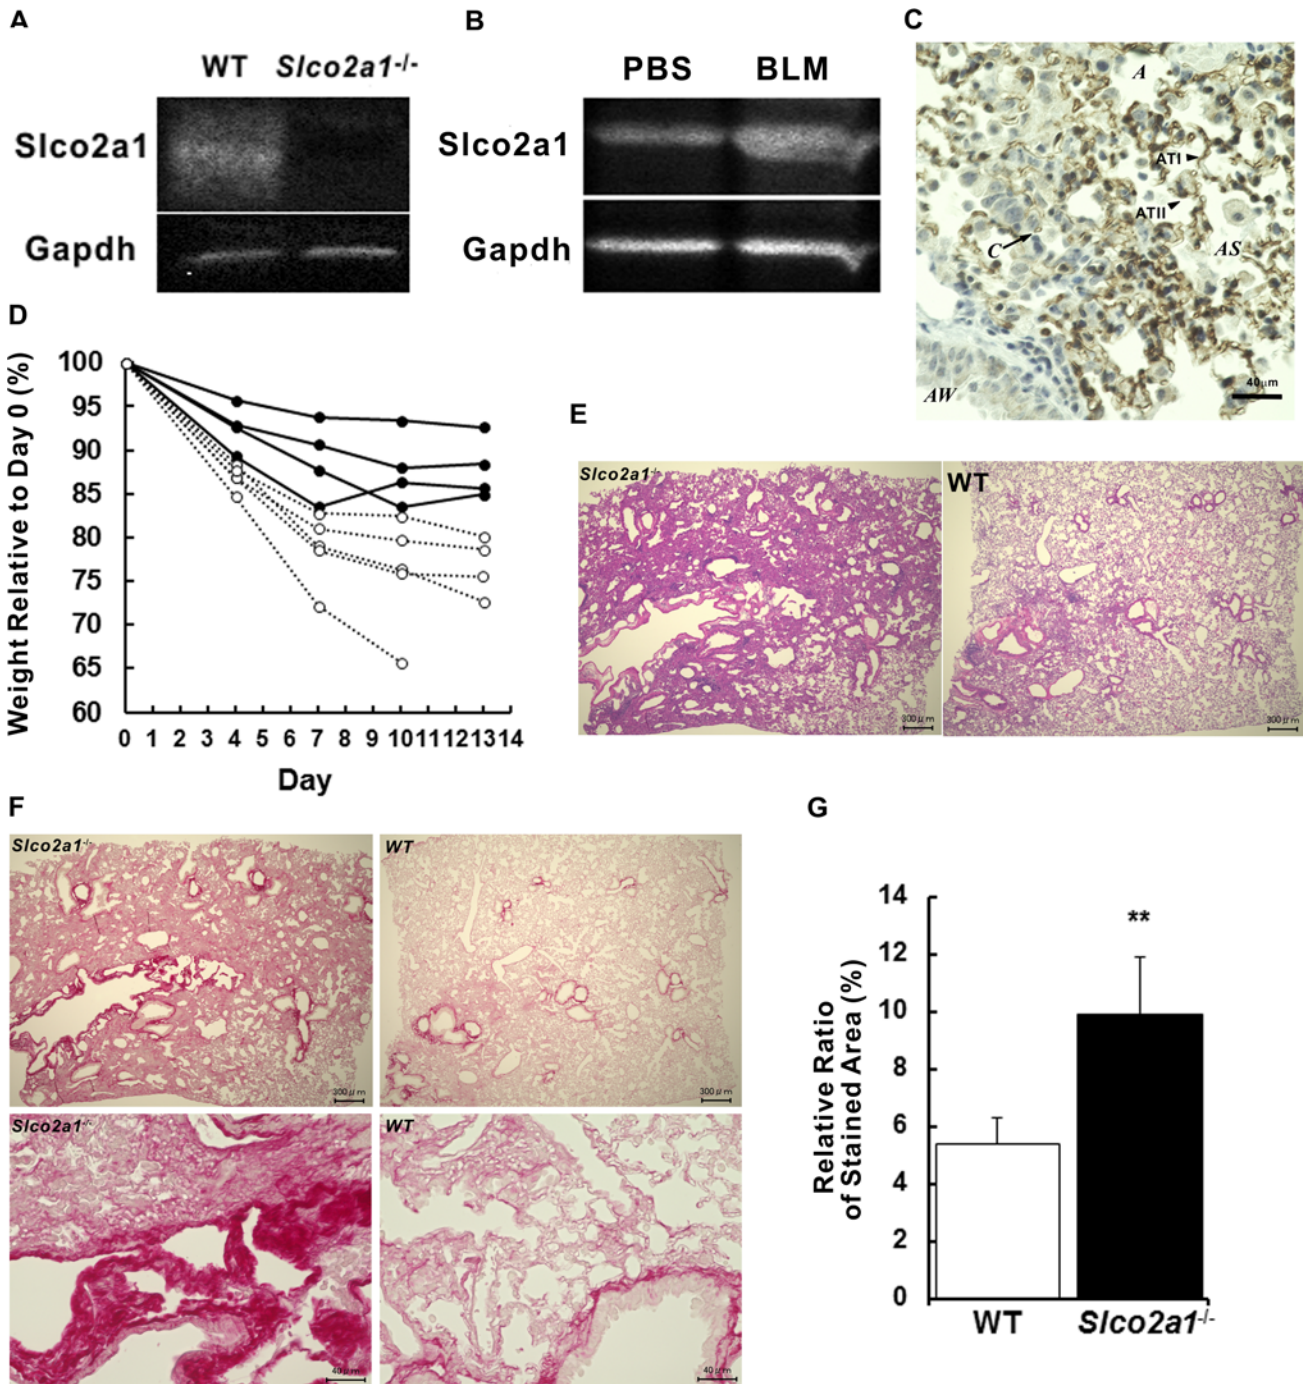 A
WT Slco2a1-/-
Slco2a1
Gapdh
B
PBS BLM
Slco2a1
Gapdh
C
A
ATI
ATII
C
AS
AW
40μm
D
Weight Relative to Day 0 (%)
100
95
90
85
80
75
70
65
60
0 1 2 3 4 5 6 7 8 9 10 11 12 13 14
Day
E
Slco2a1-/-
300μm
WT
300μm
F
Slco2a1-/-
300μm
WT
300μm
Slco2a1-/-
40μm
WT
40μm
G
Relative Ratio
of Stained Area (%)
14
12
10
8
6
4
2
0
**
WT Slco2a1-/-